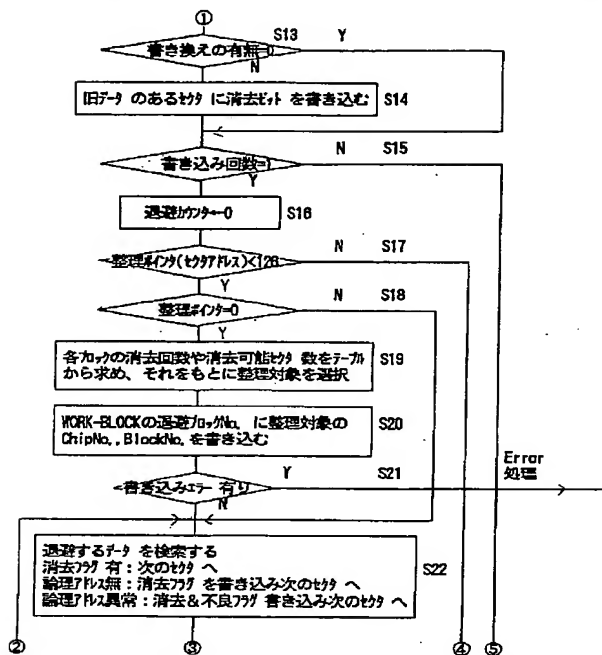 ①
S13 Y
書き換えの有無=0
N
旧データ のあるセクタ に消去ビット を書き込む S14
N S15
書き込み回数=1
Y
退避カウンタ←0 S16
N S17
整理ポインタ(セクタアドレス)<126
Y
N S18
整理ポインタ=0
Y
各ブロックの消去回数や消去可能セクタ 数をテーブル
から求め、それをもとに整理対象を選択
S19
WORK-BLOCKの退避ブロックNo. に整理対象の
ChipNo.,BlockNo.を書き込む
S20
Y S21
Error
処理
書き込みエラー 有り
N
退避するデータ を検索する
消去フラグ 有:次のセクタ へ
論理アドレス無:消去フラグ を書き込み次のセクタ へ
論理アドレス異常:消去&不良フラグ 書き込み次のセクタ へ
S22
② ③ ④ ⑤